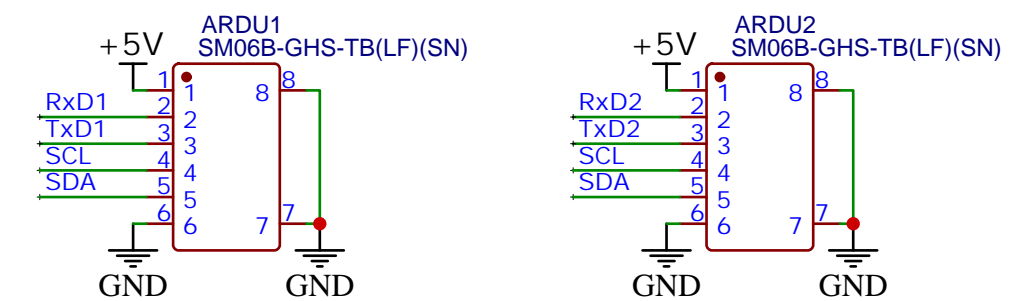 ARDU1
SM06B-GHS-TB(LF)(SN)
+5V
1 1 8 8
RxD1 2 2
TxD1 3 3
SCL 4 4
SDA 5 5
6 6 7 7
GND GND
ARDU2
SM06B-GHS-TB(LF)(SN)
+5V
1 1 8 8
RxD2 2 2
TxD2 3 3
SCL 4 4
SDA 5 5
6 6 7 7
GND GND